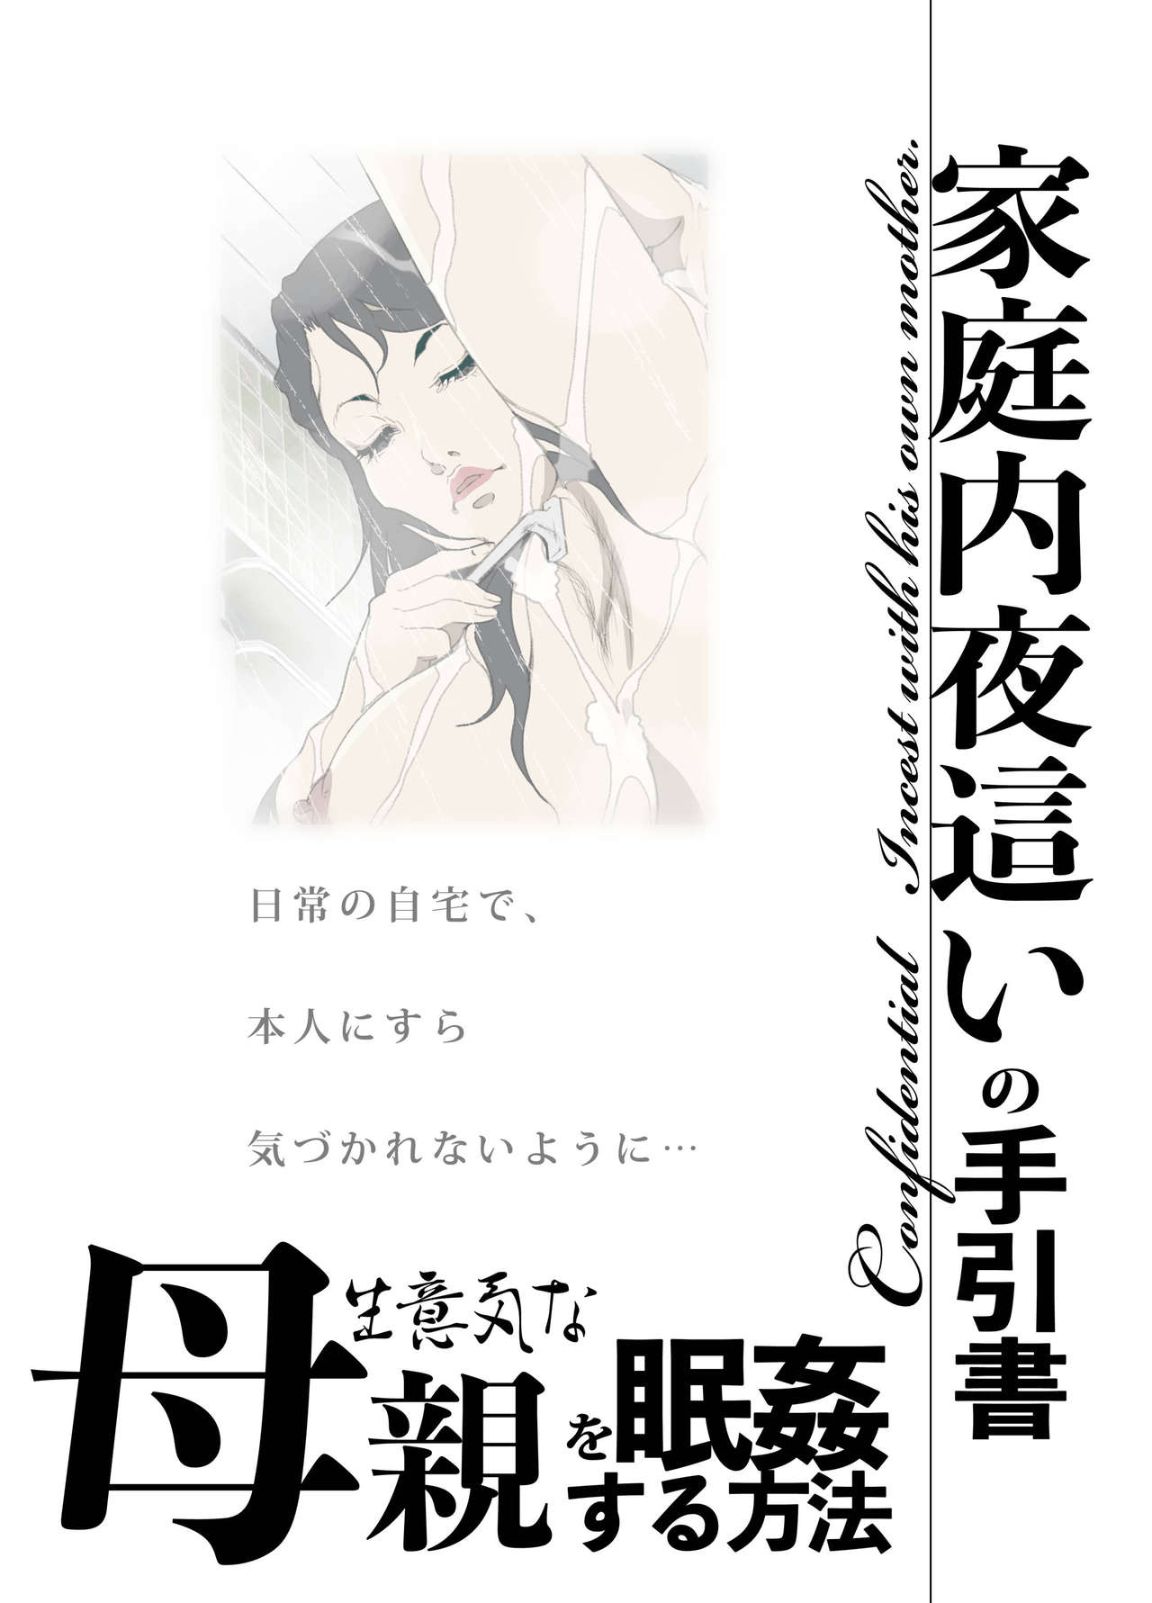 家庭内夜這いの手引書
Confidential Incest with his own mother.
日常の自宅で、
本人にすら
気づかれないように…
生意気な
母親を眠姦
する方法